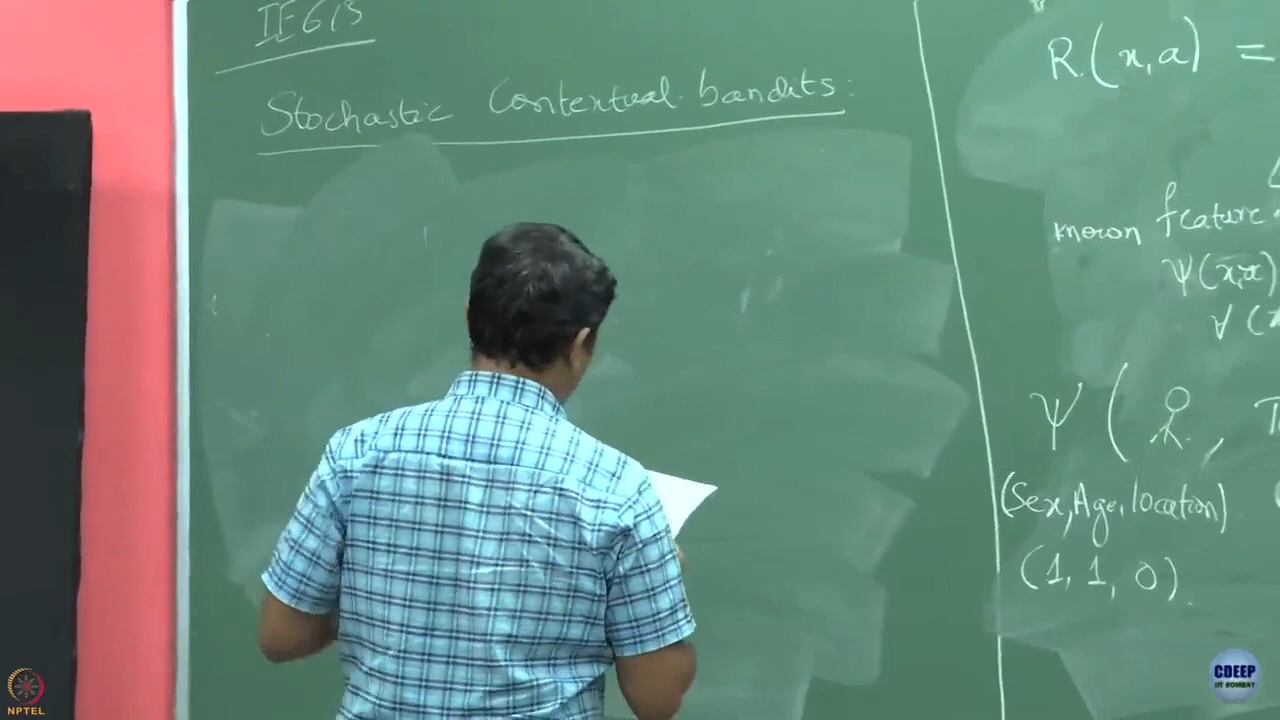 IE613
Stochastic Contextual bandits:
R(x,a) =
known feature
ψ(x,a)
∀ (x
ψ ( ,
(Sex, Age, location)
(1, 1, 0).
NPTEL
CDEEP
IIT BOMBAY